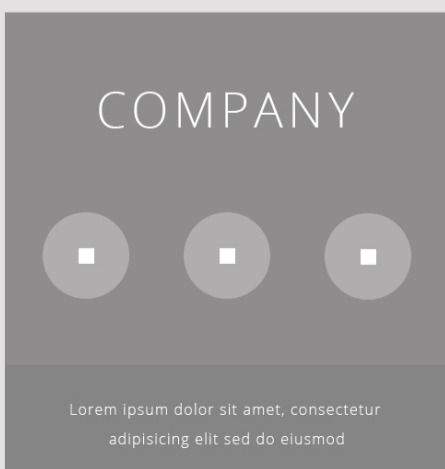 COMPANY
Lorem ipsum dolor sit amet, consectetur
adipisicing elit sed do eiusmod